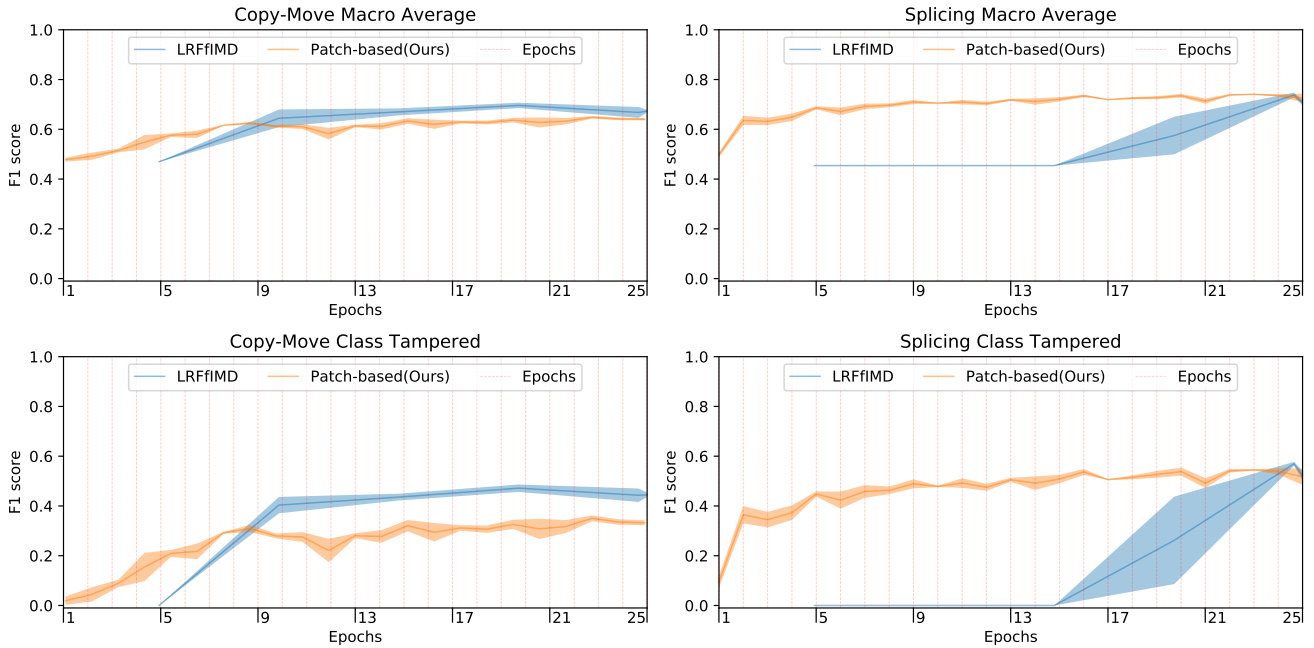 Copy-Move Macro Average
LRFfIMD Patch-based(Ours) Epochs
F1 score
1.0
0.8
0.6
0.4
0.2
0.0
1 5 9 13 17 21 25
Epochs
Splicing Macro Average
LRFfIMD Patch-based(Ours) Epochs
F1 score
1.0
0.8
0.6
0.4
0.2
0.0
1 5 9 13 17 21 25
Epochs
Copy-Move Class Tampered
LRFfIMD Patch-based(Ours) Epochs
F1 score
1.0
0.8
0.6
0.4
0.2
0.0
1 5 9 13 17 21 25
Epochs
Splicing Class Tampered
LRFfIMD Patch-based(Ours) Epochs
F1 score
1.0
0.8
0.6
0.4
0.2
0.0
1 5 9 13 17 21 25
Epochs